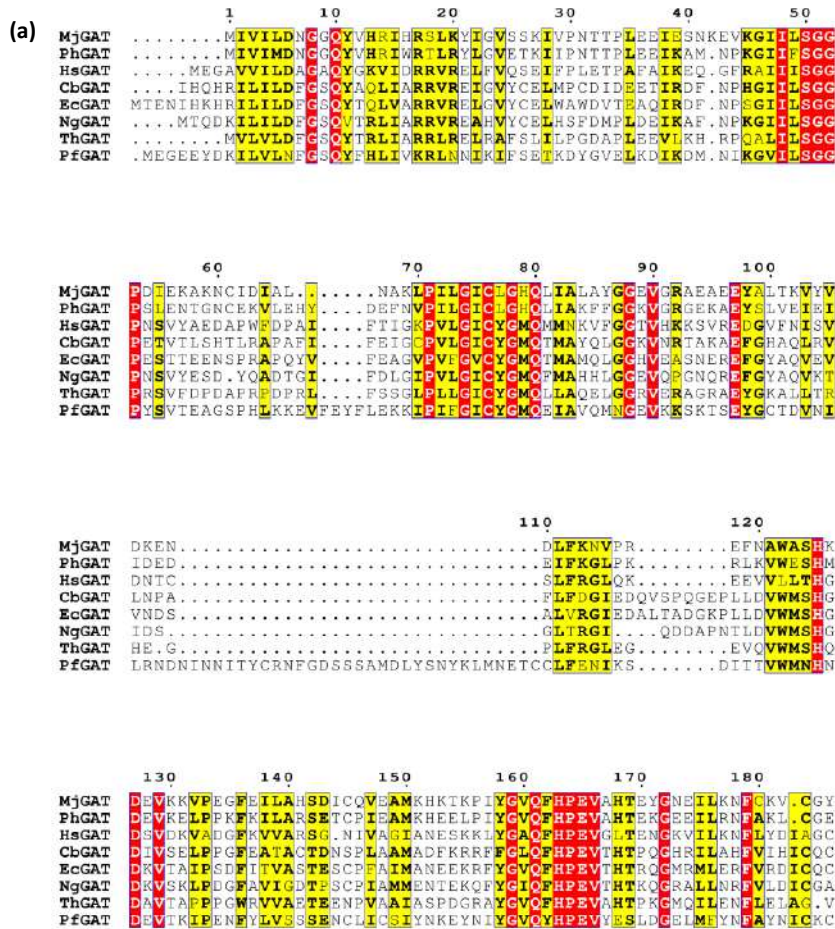 (a)
1 10 20 30 40 50
MjGAT ........MIVILDNGGQYVHRIHRSLKYIGVSSKIVPNTTPLEEIESNKEVKGIILSGG
PhGAT ........MIVIMDNGGQYVHRIWRTLRYLGVETKIIPNTTPLEEIKAM.NPKGIIFSGG
HsGAT .....MEGAVVILDAGAQYGKVIDRRVRELFVQSEIFPLETPAFAIKEQ.GFRAIIISGG
CbGAT ...IHQHRILILDFGSQYAQLIARRVREIGVYCELMPCDIDEETIRDF.NPHGIILSGG
EcGAT MTENIHKHRILILDFGSQYTQLVARRVRELGVYCELWAWDVTEAQIRDF.NPSGIILSGG
NgGAT ....MTQDKILILDFGSQVTRLIARRVREAHVYCELHSFDMPLDEIKAF.NPKGIILSGG
ThGAT ........MVLVLDFGSQYTRLIARRLRELRAFSLILPGDAPLEEVLKH.RPQALILSGG
PfGAT .MEGEEYDKILVLNFGSQYFHLIVKRLNNIKIFSETKDYGVELKDIKDM.NIKGVILSGG
60 70 80 90 100
MjGAT PDIEKAKNCIDIAL.......NAKLPILGICLGHQLIALAYGGEVGRAEAEEYALTKVYV
PhGAT PSLENTGNCEKVLEHY.....DEFNVPILGICLGHQLIAKFFGGKVGRGEKAEYSLVEIEI
HsGAT PNSVYAEDAPWFDPAI.....FTIGKPVLGICYGMQMMNKVFGGTVHKKSVREDGVFNISV
CbGAT PETVTLSHTLRAPAFI.....FEIGCPVLGICYGMQTMAYQLGGKVNRTAKAEFGHAQLRV
EcGAT PESTTEENSPRAPQYV.....FEAGVPVFGVCYGMQTMAMQLGGHVEASNEREFGYAQVEV
NgGAT PNSVYESD.YQADTGI.....FDLGIPVLGICYGMQFMAHHLGGEVQPGNQREFGYAQVKT
ThGAT PRSVFDPDAPRPDPRL.....FSSGLPLLGICYGMQLLAQELGGRVERAGRAEYGKALLTR
PfGAT PYSVTEAGSPHLKKEVFEYFLEKKIPIFGICYGMQEIAVQMNGEVKKSKTSEYGCTDVNI
110 120
MjGAT DKEN...............................DLFKNVPR.......EFNAWASHK
PhGAT IDED...............................EIFKGLPK.......RLKVWESHM
HsGAT DNTC...............................SLFRGLQK.......EEVVLLTHG
CbGAT LNPA...............................FLFDGIEDQVSPQGEPLLDVWMSHG
EcGAT VNDS...............................ALVRGIEDALTADGKPLLDVWMSHG
NgGAT IDS................................GLTRGI....QDDAPNTLDVWMSHG
ThGAT HE.G...............................PLFRGLEG.......EVQVWMSHQ
PfGAT LRNDNINNITYCRNFGDSSSAMDLYSNYKLMNETCCLFENIKS.......DITTVWMNHN
130 140 150 160 170 180
MjGAT DEVKKVPEGFEILAHSDICQVEAMKHKTKPIYGVQFHPEVAHTEYGNEILKNFCKV.CGY
PhGAT DEVKELPPKFKILARSETCPIEAMKHEELPIYGVQFHPEVAHTEKGEEILRNFAKL.CGE
HsGAT DSVDKVADGFKVVARSG.NIVAGIANESKKLYGAQFHPEVGLTENGKVILKNFLYDIAGC
CbGAT DIVSELPPGFEATACTDNSPLAAMADFKRRFFGLQFHPEVTHTPQGHRILAHFVIHICQC
EcGAT DKVTAIPSDFITVASTESCPFAIMANEEKRFYGVQFHPEVTHTRQGMRMLERFVRDICQC
NgGAT DKVSKLPDGFAVIGDTPSCPIAMMENTEKQFYGIQFHPEVTHTKQGRALLNRFVLDICGA
ThGAT DAVTAPPPGWRVVAETEENPVAAIASPDGRAYGVQFHPEVAHTPKGMQILENFLELAG.V
PfGAT DEVTKIPENFYLVSSSENCLICSIYNKEYNIYGVQYHPEVYESLDGELMFYNFAYNICKC